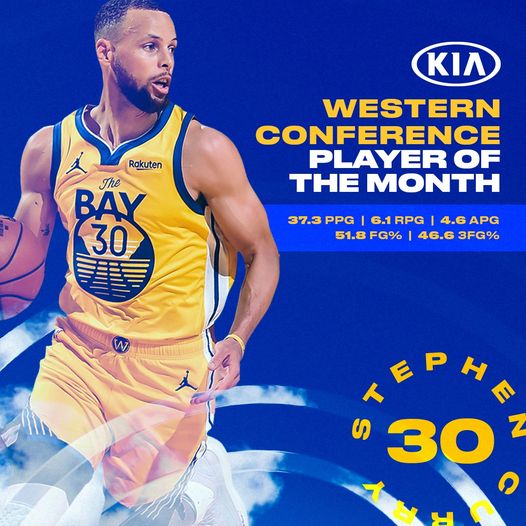 KIA
WESTERN
CONFERENCE
PLAYER OF
THE MONTH
37.3 PPG | 6.1 RPG | 4.6 APG
51.8 FG% | 46.6 3FG%
Rakuten
The
BAY
30
W
STEPHEN CURRY
30